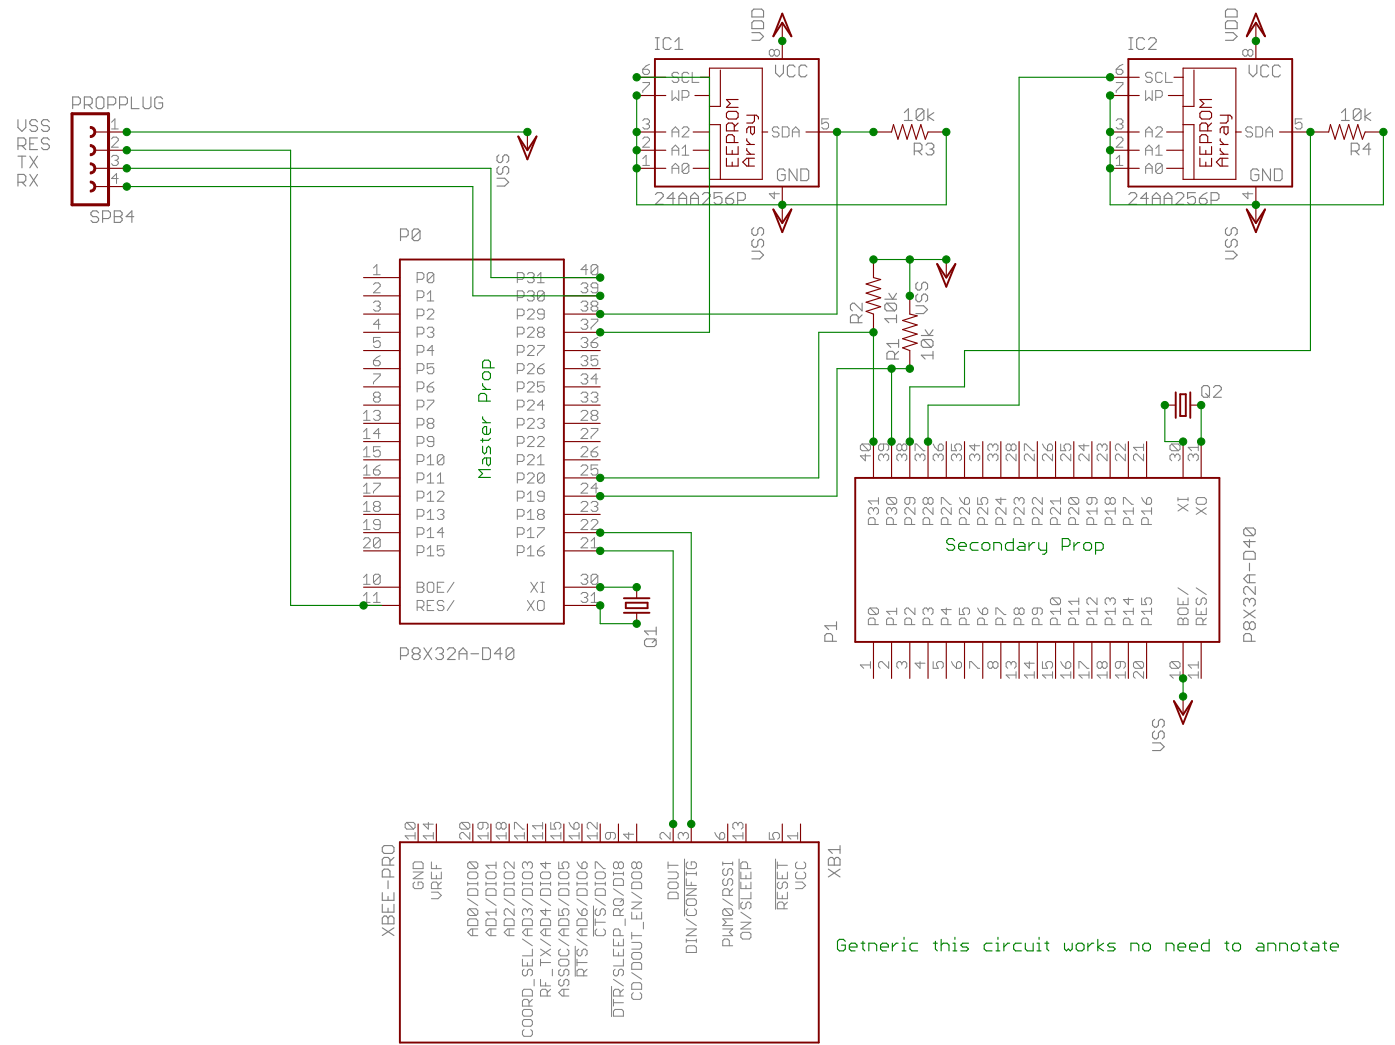 PROPPLUG
VSS
RES
TX
RX
1
2
3
4
SPB4
VSS
IC1
VDD
8
VCC
6
SCL
7
WP
3
A2
2
A1
1
A0
EEPROM
Array
SDA
5
GND
4
24AA256P
VSS
10k
R3
IC2
VDD
8
VCC
6
SCL
7
WP
3
A2
2
A1
1
A0
EEPROM
Array
SDA
5
GND
4
24AA256P
VSS
10k
R4
P0
1 P0 P31 40
2 P1 P30 39
3 P2 P29 38
4 P3 P28 37
5 P4 P27 36
6 P5 P26 35
7 P6 P25 34
8 P7 P24 33
13 P8 P23 28
14 P9 P22 27
15 P10 P21 26
16 P11 P20 25
17 P12 P19 24
18 P13 P18 23
19 P14 P17 22
20 P15 P16 21
10 BOE/ XI 30
11 RES/ XO 31
Master Prop
P8X32A-D40
Q1
R2
10k
VSS
R1
10k
Q2
40 39 38 37 36 35 34 33 28 27 26 25 24 23 22 21 30 31
P31 P30 P29 P28 P27 P26 P25 P24 P23 P22 P21 P20 P19 P18 P17 P16 XI XO
Secondary Prop
P0 P1 P2 P3 P4 P5 P6 P7 P8 P9 P10 P11 P12 P13 P14 P15 BOE/ RES/
1 2 3 4 5 6 7 8 13 14 15 16 17 18 19 20 10 11
P1
P8X32A-D40
VSS
XBEE-PRO
XB1
10 14 20 19 18 17 11 15 16 12 9 4 2 3 6 13 5 1
GND
VREF
AD0/DIO0
AD1/DIO1
AD2/DIO2
COORD_SEL/AD3/DIO3
RF_TX/AD4/DIO4
ASSOC/AD5/DIO5
RTS/AD6/DIO6
CTS/DIO7
DTR/SLEEP_RQ/DI8
CD/DOUT_EN/DO8
DOUT
DIN/CONFIG
PWM0/RSSI
ON/SLEEP
RESET
VCC
Getneric this circuit works no need to annotate